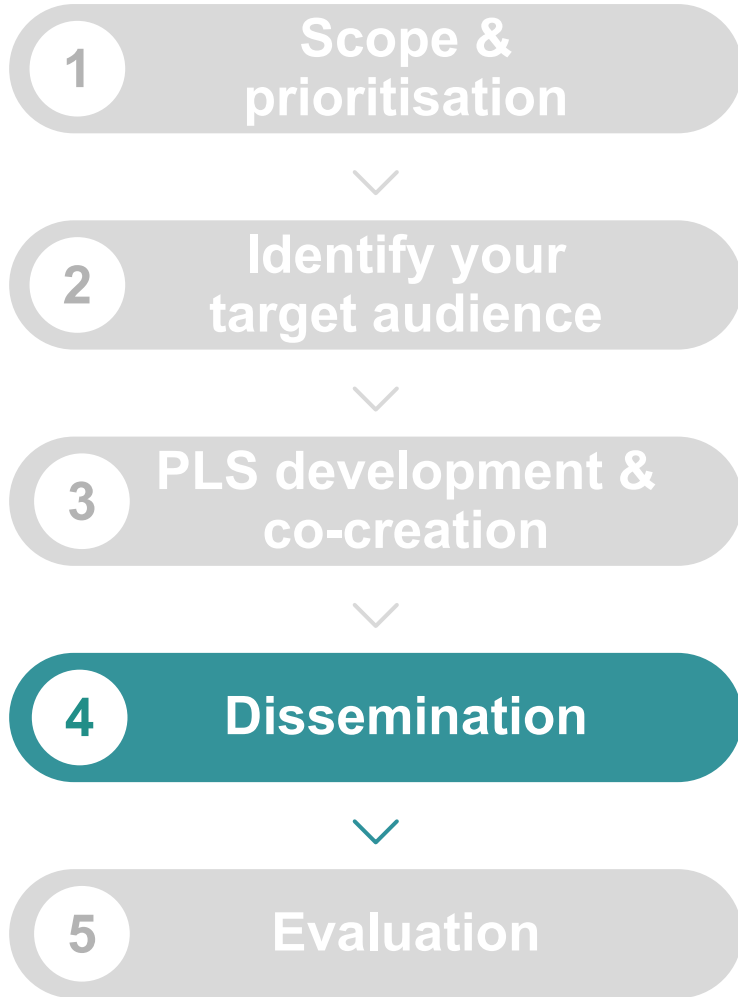 1
Scope &
prioritisation
2
Identify your
target audience
3
PLS development &
co-creation
4
Dissemination
5
Evaluation